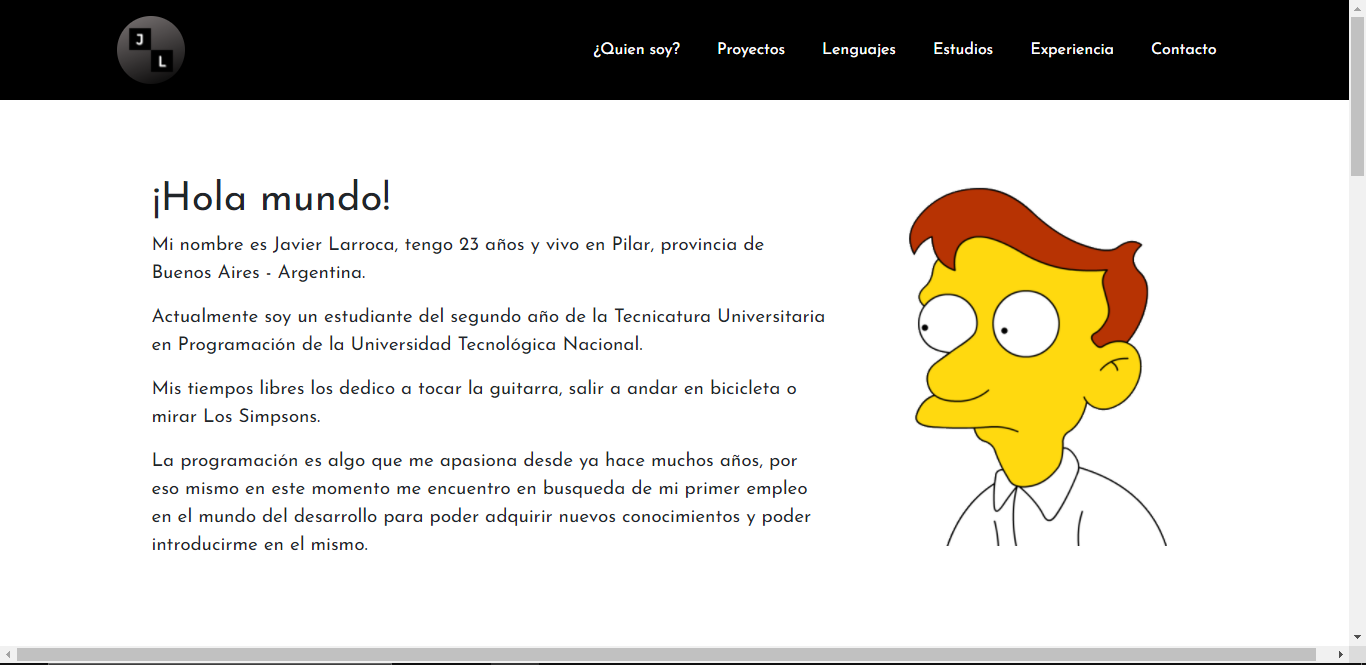 J
L
¿Quien soy? Proyectos Lenguajes Estudios Experiencia Contacto
¡Hola mundo!
Mi nombre es Javier Larroca, tengo 23 años y vivo en Pilar, provincia de
Buenos Aires - Argentina.
Actualmente soy un estudiante del segundo año de la Tecnicatura Universitaria
en Programación de la Universidad Tecnológica Nacional.
Mis tiempos libres los dedico a tocar la guitarra, salir a andar en bicicleta o
mirar Los Simpsons.
La programación es algo que me apasiona desde ya hace muchos años, por
eso mismo en este momento me encuentro en busqueda de mi primer empleo
en el mundo del desarrollo para poder adquirir nuevos conocimientos y poder
introducirme en el mismo.